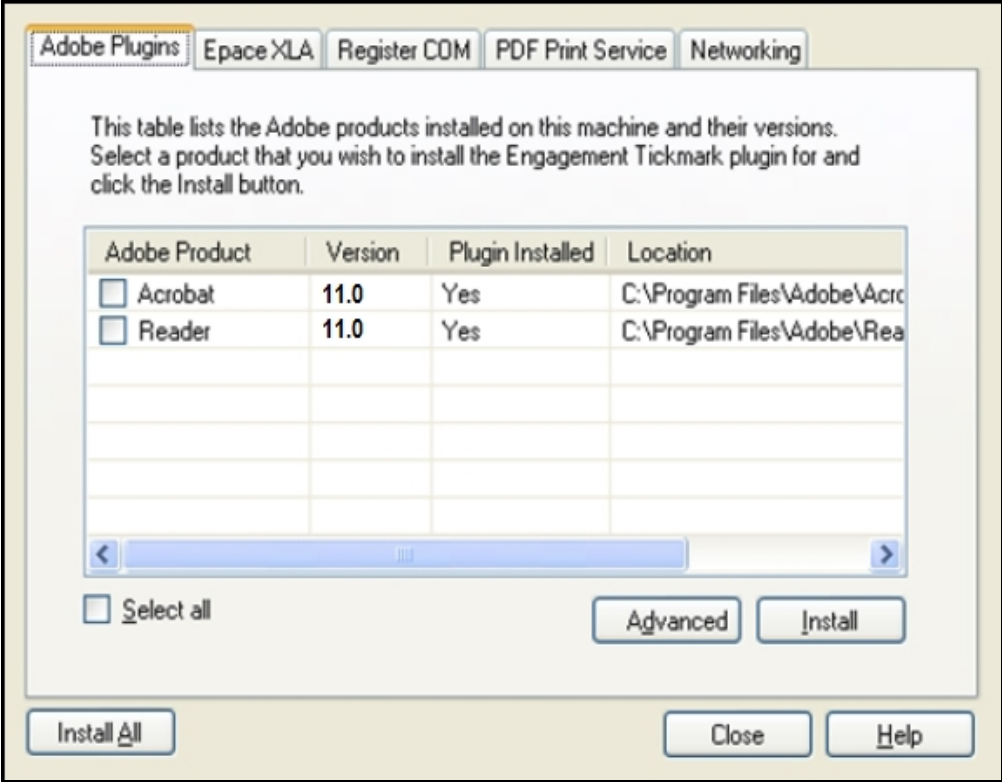 Adobe Plugins Epace XLA Register COM PDF Print Service Networking
This table lists the Adobe products installed on this machine and their versions.
Select a product that you wish to install the Engagement Tickmark plugin for and
click the Install button.
Adobe Product Version Plugin Installed Location
Acrobat 11.0 Yes C:\Program Files\Adobe\Acro
Reader 11.0 Yes C:\Program Files\Adobe\Rea
Select all Advanced Install
Install All Close Help